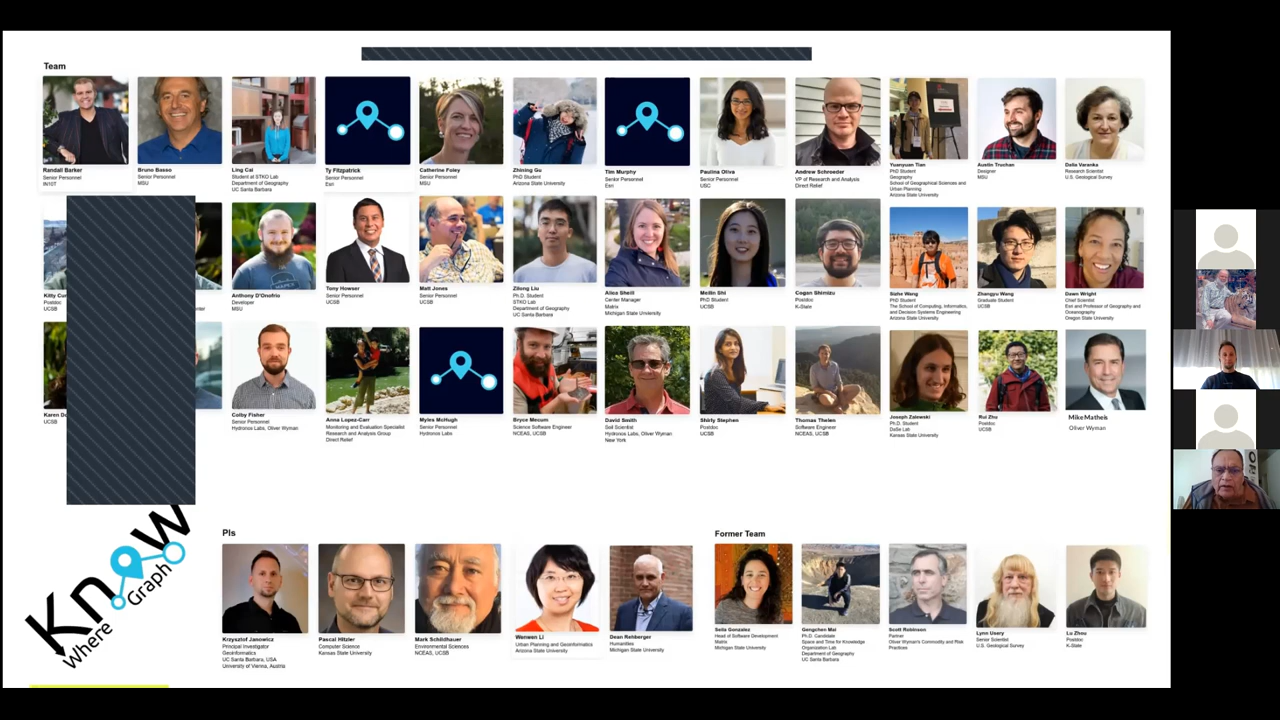 Team
Randall Barker
Senior Personnel
IN10T
Bruno Basso
Senior Personnel
MSU
Ling Cai
Student at STKO Lab
Department of Geography
UC Santa Barbara
Ty Fitzpatrick
Senior Personnel
Esri
Catherine Foley
Senior Personnel
MSU
Zhining Gu
PhD Student
Arizona State University
Tim Murphy
Senior Personnel
Esri
Paulina Oliva
Senior Personnel
USC
Andrew Schroeder
VP of Research and Analysis
Direct Relief
Yuanyuan Tian
PhD Student
Geography
School of Geographical Sciences and
Urban Planning
Arizona State University
Austin Truchan
Designer
MSU
Dalia Varanka
Research Scientist
U.S. Geological Survey
Kitty Cur
Postdoc
UCSB
Anthony D'Onofrio
Developer
MSU
Tony Howser
Senior Personnel
UCSB
Matt Jones
Senior Personnel
UCSB
Zilong Liu
Ph.D. Student
STKO Lab
Department of Geography
UC Santa Barbara
Alice Sheill
Center Manager
Matrix
Michigan State University
Meilin Shi
PhD Student
UCSB
Cogan Shimizu
Postdoc
K-State
Sizhe Wang
PhD Student
The School of Computing, Informatics,
and Decision Systems Engineering
Arizona State University
Zhangyu Wang
Graduate Student
UCSB
Dawn Wright
Chief Scientist
Esri and Professor of Geography and
Oceanography
Oregon State University
UCSB
Colby Fisher
Senior Personnel
Hydronos Labs, Oliver Wyman
Anna Lopez-Carr
Monitoring and Evaluation Specialist
Research and Analysis Group
Direct Relief
Myles McHugh
Senior Personnel
Hydronos Labs
Bryce Mecum
Science Software Engineer
NCEAS, UCSB
David Smith
Soil Scientist
Hydronos Labs, Oliver Wyman
New York
Shirly Stephen
Postdoc
UCSB
Thomas Thelen
Software Engineer
NCEAS, UCSB
Joseph Zalewski
Ph.D. Student
DaSe Lab
Kansas State University
Rui Zhu
Postdoc
UCSB
Mike Matheis
Oliver Wyman
Know
Where
Graph
PIs
Krzysztof Janowicz
Principal Investigator
Geoinformatics
UC Santa Barbara, USA
University of Vienna, Austria
Pascal Hitzler
Computer Science
Kansas State University
Mark Schildhauer
Environmental Sciences
NCEAS, UCSB
Wenwen Li
Urban Planning and Geoinformatics
Arizona State University
Dean Rehberger
Humanities
Michigan State University
Former Team
Seila Gonzalez
Head of Software Development
Matrix
Michigan State University
Gengchen Mai
Ph.D. Candidate
Space and Time for Knowledge
Organization Lab
Department of Geography
UC Santa Barbara
Scott Robinson
Partner
Oliver Wyman's Commodity and Risk
Practices
Lynn Usery
Senior Scientist
U.S. Geological Survey
Lu Zhou
Postdoc
K-State